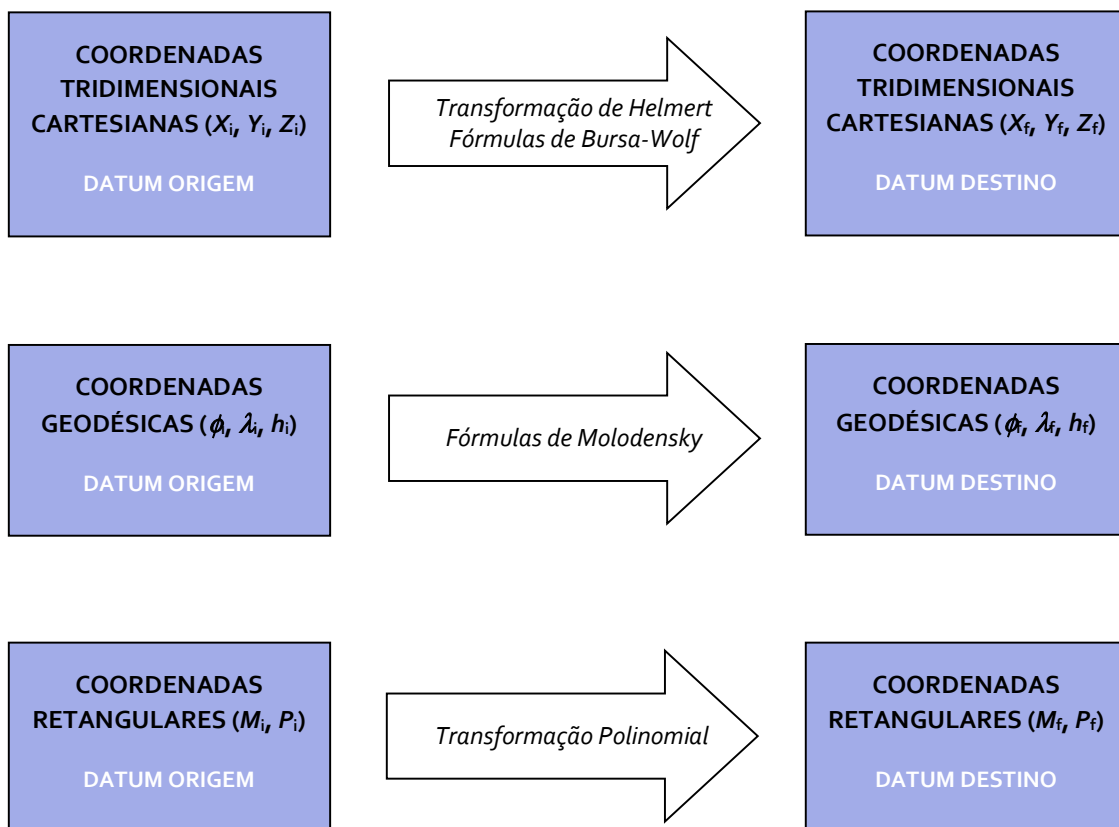 COORDENADAS
TRIDIMENSIONAIS
CARTESIANAS (Xi, Yi, Zi)
DATUM ORIGEM
Transformação de Helmert
Fórmulas de Bursa-Wolf
COORDENADAS
TRIDIMENSIONAIS
CARTESIANAS (Xf, Yf, Zf)
DATUM DESTINO
COORDENADAS
GEODÉSICAS (ϕi, λi, hi)
DATUM ORIGEM
Fórmulas de Molodensky
COORDENADAS
GEODÉSICAS (ϕf, λf, hf)
DATUM DESTINO
COORDENADAS
RETANGULARES (Mi, Pi)
DATUM ORIGEM
Transformação Polinomial
COORDENADAS
RETANGULARES (Mf, Pf)
DATUM DESTINO